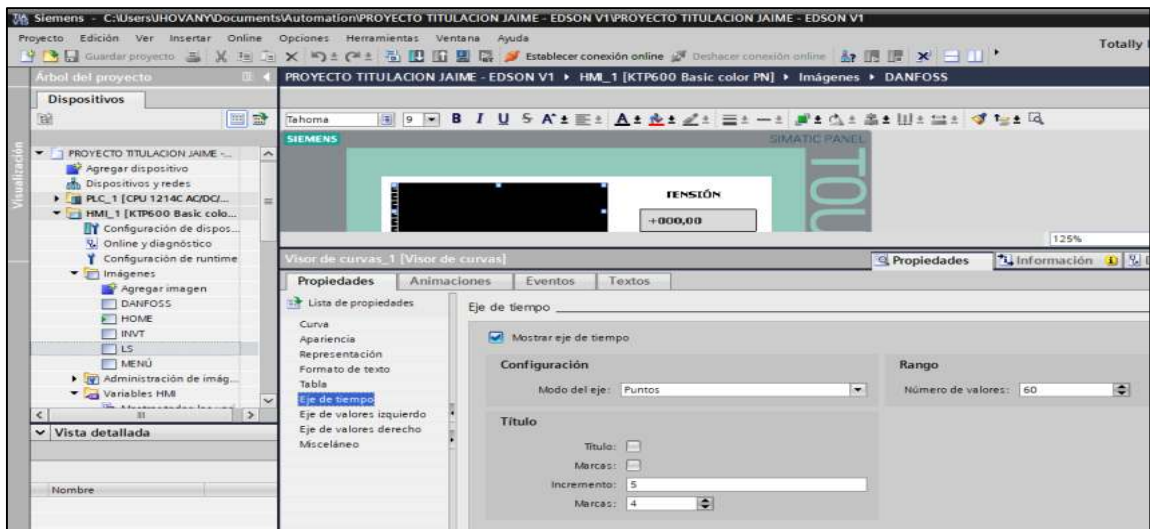 Siemens - C:\Users\JHOVANY\Documents\Automation\PROYECTO TITULACION JAIME - EDSON V1\PROYECTO TITULACION JAIME - EDSON V1
Proyecto Edición Ver Insertar Online Opciones Herramientas Ventana Ayuda
Totally
Guardar proyecto
Establecer conexión online
Deshacer conexión online
Árbol del proyecto
PROYECTO TITULACION JAIME - EDSON V1 HMI_1 [KTP600 Basic color PN] Imágenes DANFOSS
Dispositivos
Tahoma 9 B I U S A
Visualización
SIEMENS
SIMATIC PANEL
TOU
PROYECTO TITULACION JAIME -...
Agregar dispositivo
Dispositivos y redes
PLC_1 [CPU 1214C AC/DC/...
HMI_1 [KTP600 Basic colo...
Configuración de dispos...
Online y diagnóstico
Configuración de runtime
Imágenes
Agregar imagen
DANFOSS
HOME
INVT
LS
MENÚ
Administración de imág...
Variables HMI
TENSIÓN
+000,00
125%
Visor de curvas_1 [Visor de curvas]
Propiedades Información
Propiedades Animaciones Eventos Textos
Lista de propiedades
Curva
Apariencia
Representación
Formato de texto
Tabla
Eje de tiempo
Eje de valores izquierdo
Eje de valores derecho
Misceláneo
Eje de tiempo
Mostrar eje de tiempo
Configuración
Modo del eje: Puntos
Rango
Número de valores: 60
Título
Título:
Marcas:
Incremento: 5
Marcas: 4
Vista detallada
Nombre